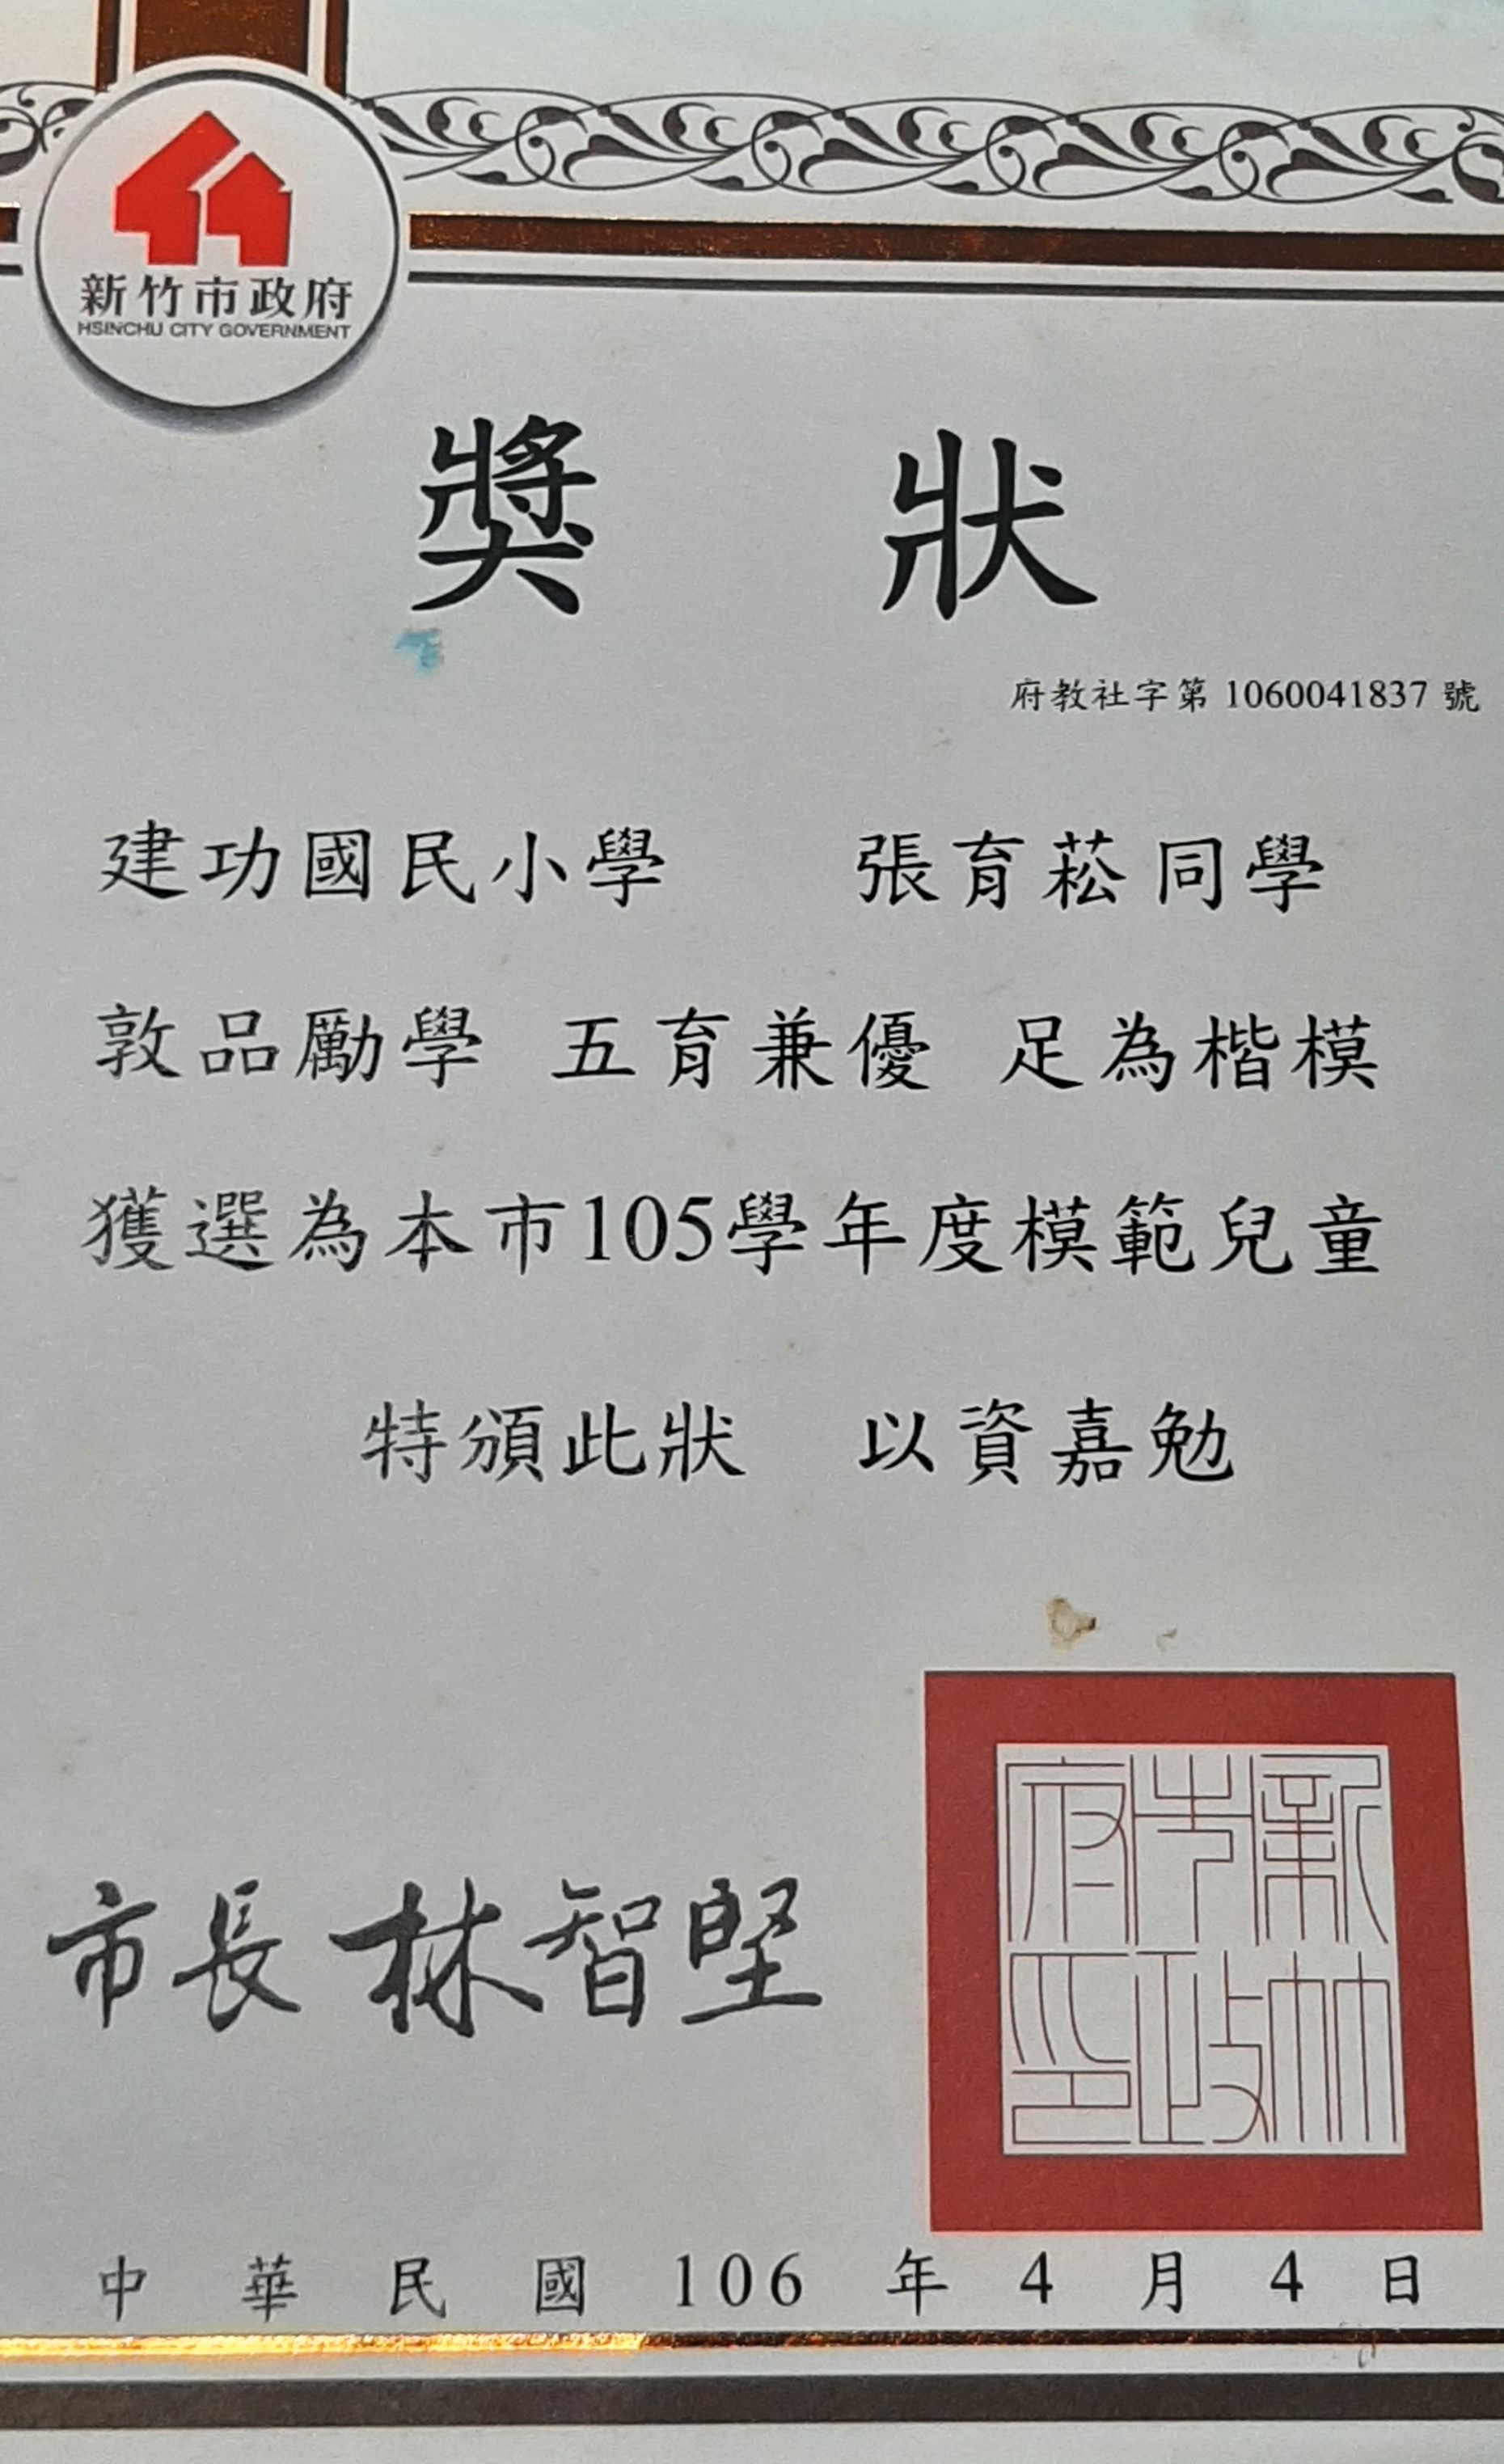 新竹市政府
HSINCHU CITY GOVERNMENT
獎狀
府教社字第 1060041837 號
建功國民小學 張育菘同學
敦品勵學 五育兼優 足為楷模
獲選為本市105學年度模範兒童
特頒此狀 以資嘉勉
新竹市政府印
市長 林智堅
中華民國 106 年 4 月 4 日